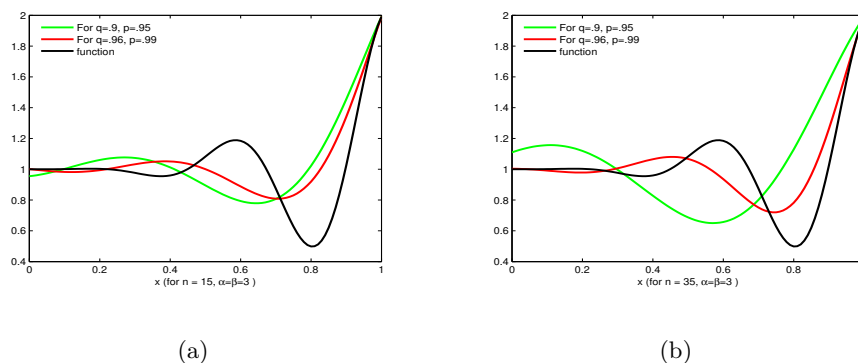 For q=.9, p=.95
For q=.96, p=.99
function
2
1.8
1.6
1.4
1.2
1
0.8
0.6
0.4
0 0.2 0.4 0.6 0.8 1
x (for n = 15, α=β=3 )
(a)
For q=.9, p=.95
For q=.96, p=.99
function
2
1.8
1.6
1.4
1.2
1
0.8
0.6
0.4
0 0.2 0.4 0.6 0.8
x (for n = 35, α=β=3 )
(b)